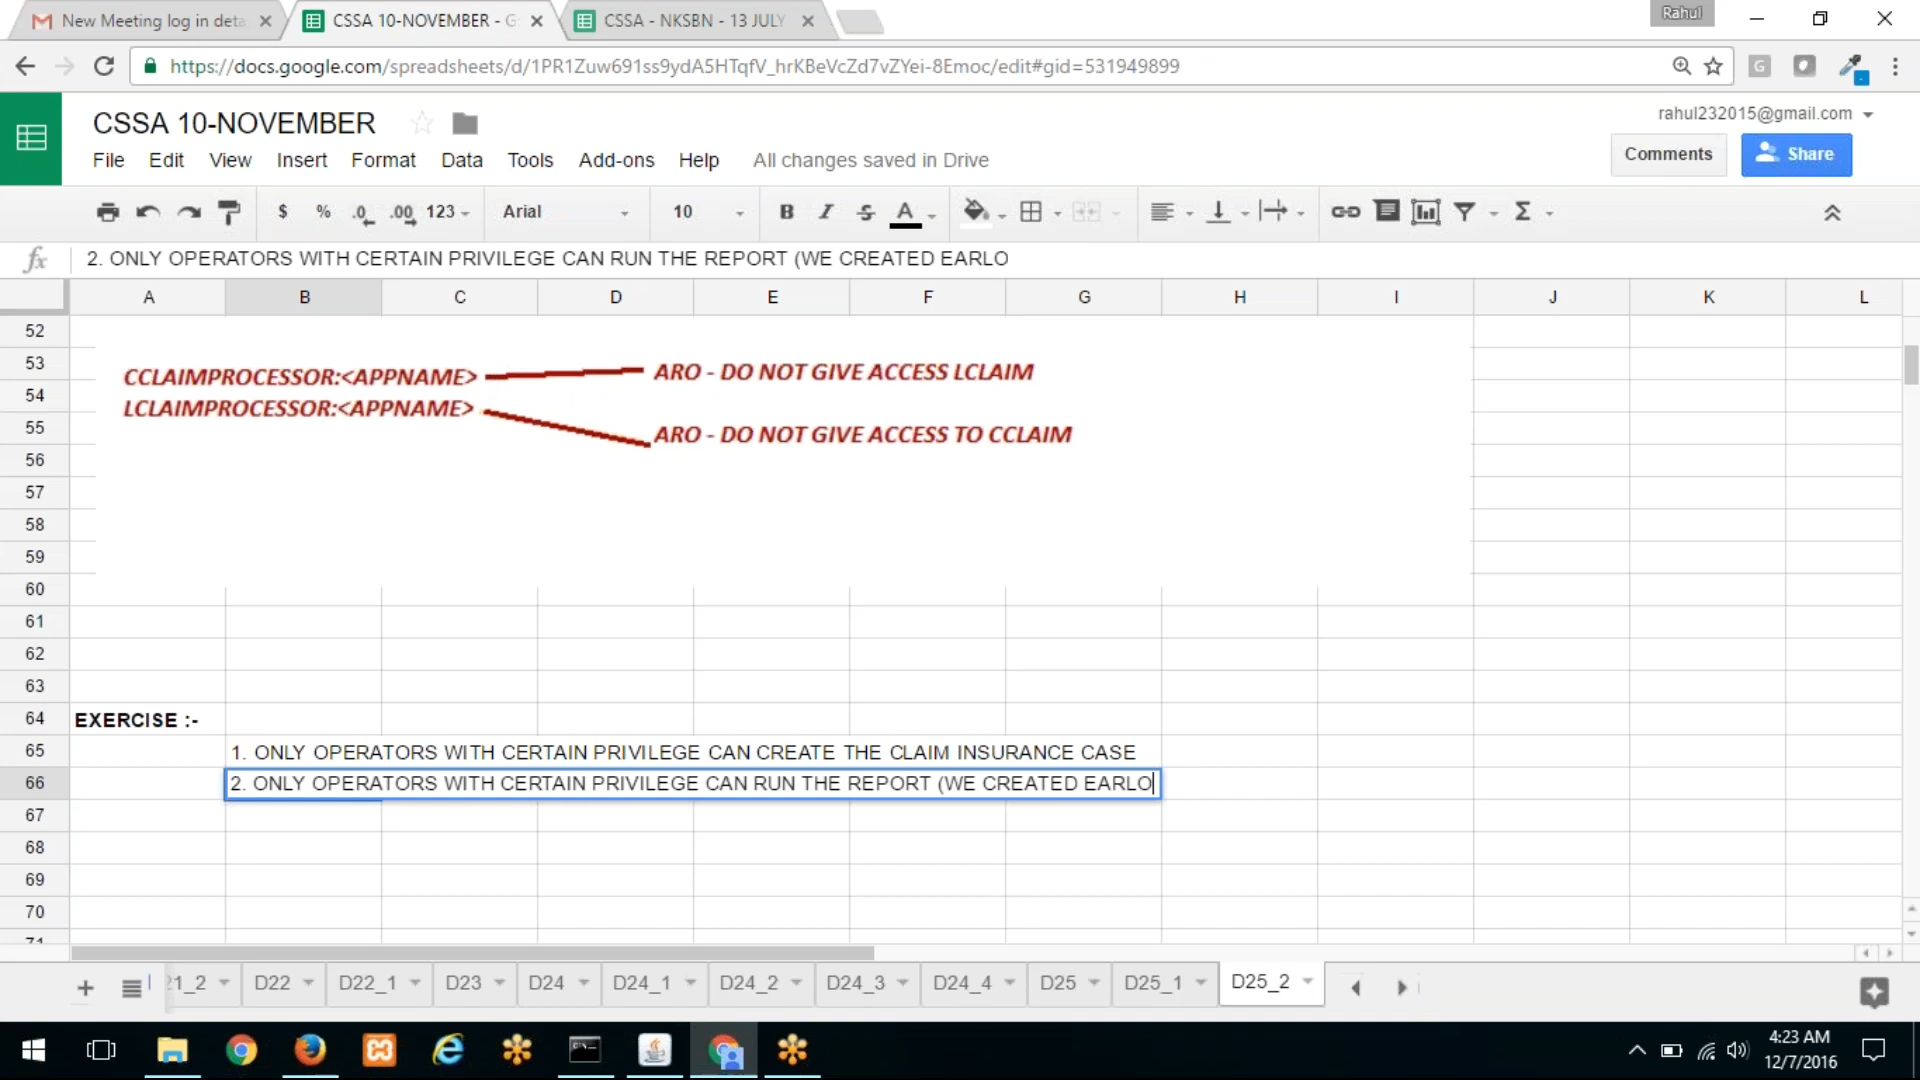 New Meeting log in deta
CSSA 10-NOVEMBER - G
CSSA - NKSBN - 13 JULY
Rahul
https://docs.google.com/spreadsheets/d/1PR1Zuw691ss9ydA5HTqfV_hrKBeVcZd7vZYei-8Emoc/edit#gid=531949899
CSSA 10-NOVEMBER
rahul232015@gmail.com
File Edit View Insert Format Data Tools Add-ons Help All changes saved in Drive
Comments Share
$ % .0 .00 123 Arial 10 B I S A Σ
fx 2. ONLY OPERATORS WITH CERTAIN PRIVILEGE CAN RUN THE REPORT (WE CREATED EARLO
A B C D E F G H I J K L
52
53
CCLAIMPROCESSOR:<APPNAME> ARO - DO NOT GIVE ACCESS LCLAIM
54
LCLAIMPROCESSOR:<APPNAME>
55
ARO - DO NOT GIVE ACCESS TO CCLAIM
56
57
58
59
60
61
62
63
64 EXERCISE :-
65 1. ONLY OPERATORS WITH CERTAIN PRIVILEGE CAN CREATE THE CLAIM INSURANCE CASE
66 2. ONLY OPERATORS WITH CERTAIN PRIVILEGE CAN RUN THE REPORT (WE CREATED EARLO
67
68
69
70
71
+ 21_2 D22 D22_1 D23 D24 D24_1 D24_2 D24_3 D24_4 D25 D25_1 D25_2
4:23 AM
12/7/2016